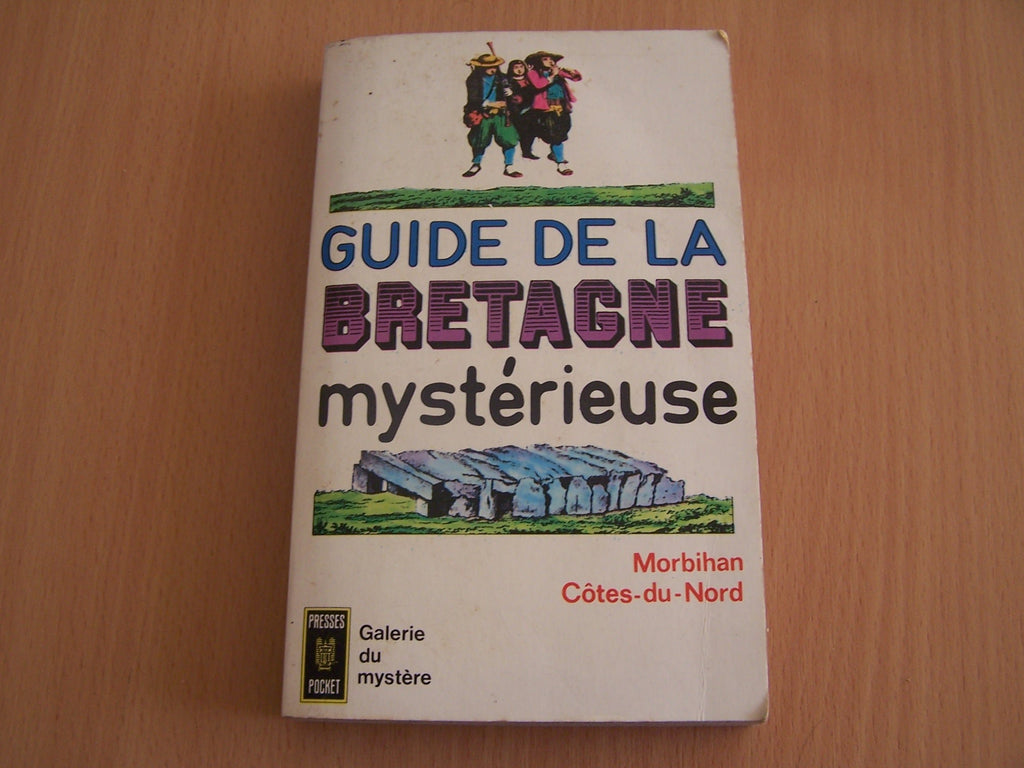 GUIDE DE LA
BRETAGNE
mystérieuse
Morbihan
Côtes-du-Nord
PRESSES
POCKET
Galerie
du
mystère